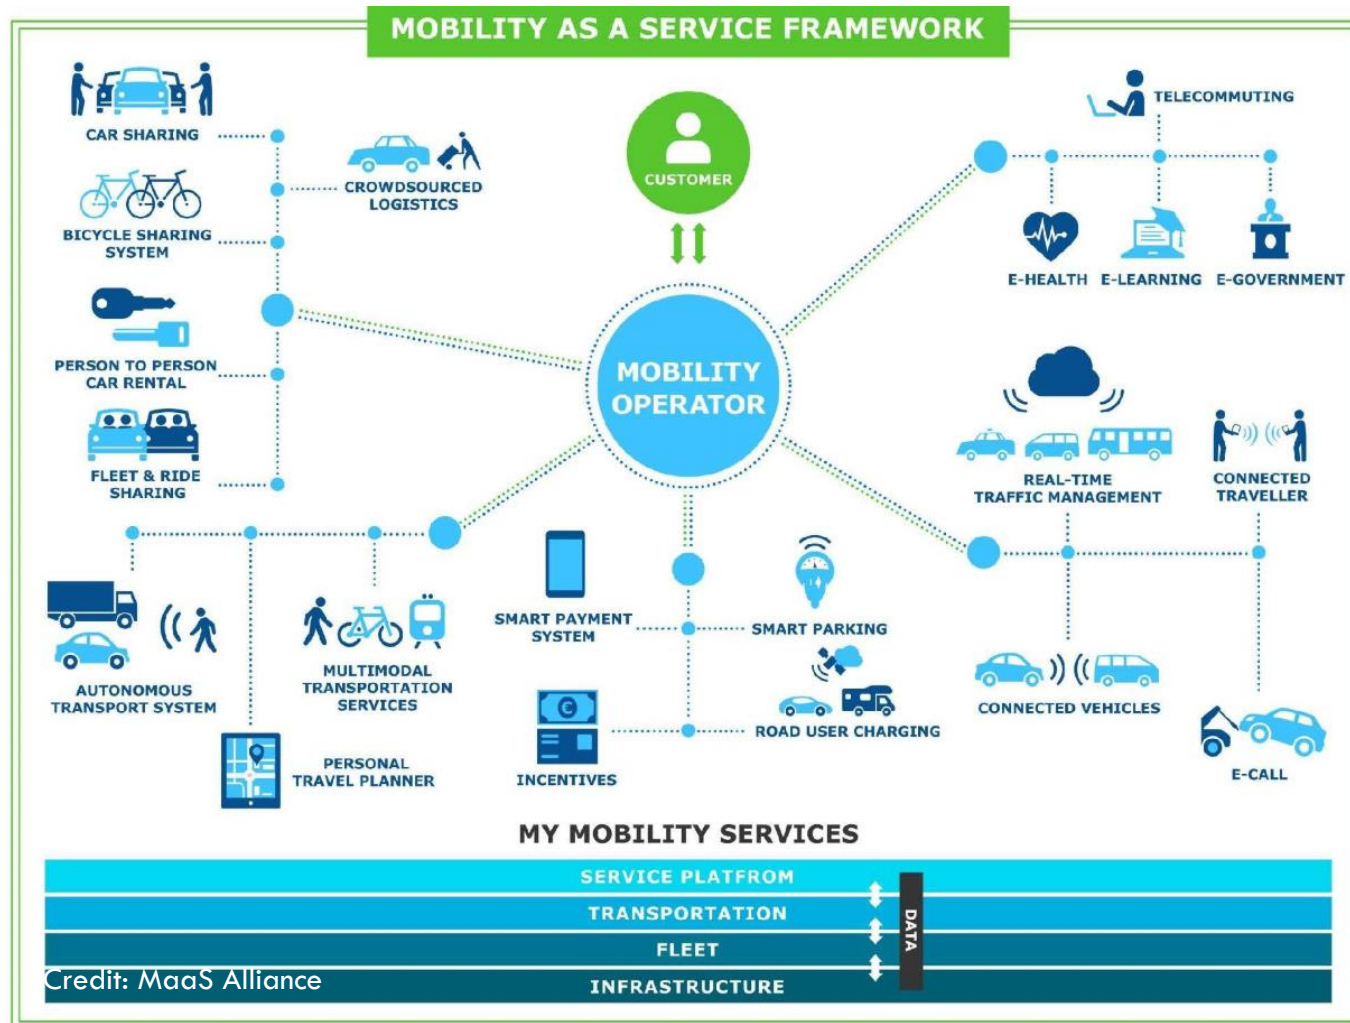 MOBILITY AS A SERVICE FRAMEWORK
CAR SHARING
CROWDSOURCED
LOGISTICS
BICYCLE SHARING
SYSTEM
PERSON TO PERSON
CAR RENTAL
FLEET & RIDE
SHARING
CUSTOMER
MOBILITY
OPERATOR
TELECOMMUTING
E-HEALTH
E-LEARNING
E-GOVERNMENT
REAL-TIME
TRAFFIC MANAGEMENT
CONNECTED
TRAVELLER
CONNECTED VEHICLES
E-CALL
AUTONOMOUS
TRANSPORT SYSTEM
MULTIMODAL
TRANSPORTATION
SERVICES
PERSONAL
TRAVEL PLANNER
SMART PAYMENT
SYSTEM
SMART PARKING
€
INCENTIVES
ROAD USER CHARGING
MY MOBILITY SERVICES
SERVICE PLATFROM
TRANSPORTATION
FLEET
INFRASTRUCTURE
DATA
Credit: MaaS Alliance